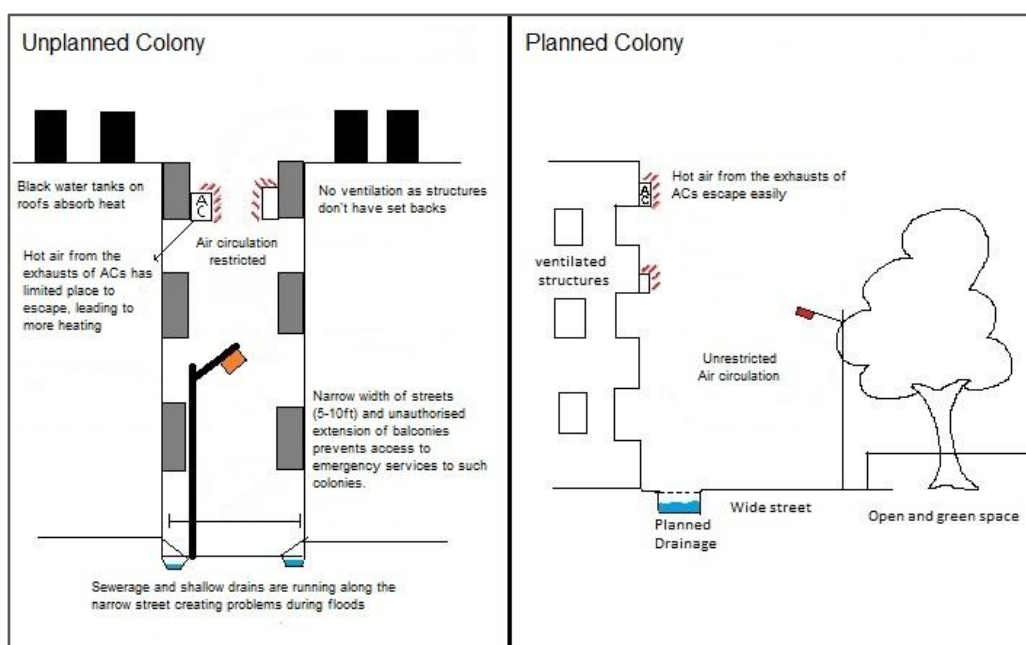 Unplanned Colony
Black water tanks on
roofs absorb heat
A
C
No ventilation as structures
don't have set backs
Air circulation
restricted
Hot air from the
exhausts of ACs has
limited place to
escape, leading to
more heating
Narrow width of streets
(5-10ft) and unauthorised
extension of balconies
prevents access to
emergency services to such
colonies.
Sewerage and shallow drains are running along the
narrow street creating problems during floods
Planned Colony
AC
Hot air from the exhausts of
ACs escape easily
ventilated
structures
Unrestricted
Air circulation
Wide street
Planned
Drainage
Open and green space